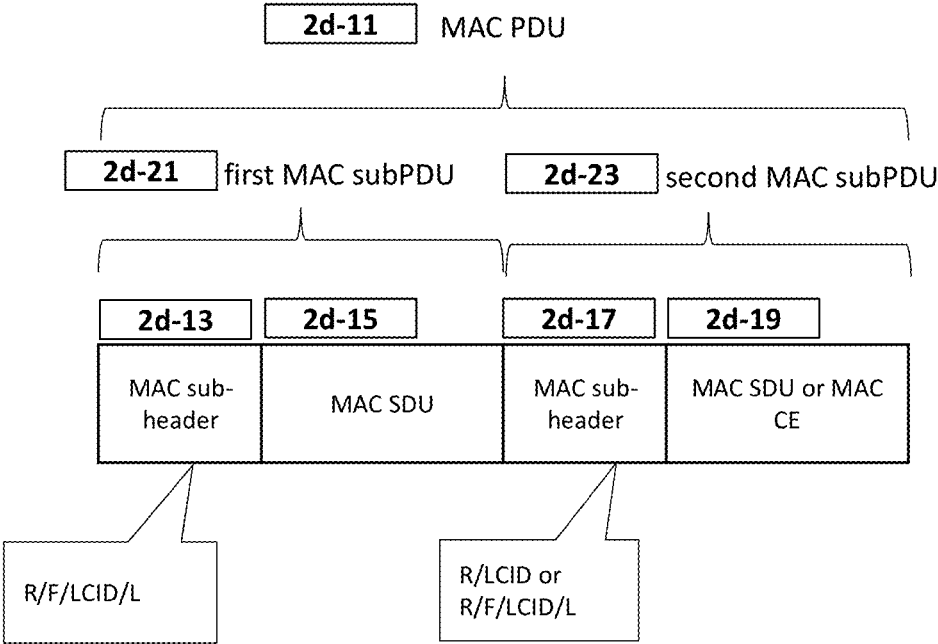 2d-11 MAC PDU
2d-21 first MAC subPDU
2d-23 second MAC subPDU
2d-13
2d-15
2d-17
2d-19
MAC sub-
header
MAC SDU
MAC sub-
header
MAC SDU or MAC
CE
R/F/LCID/L
R/LCID or
R/F/LCID/L